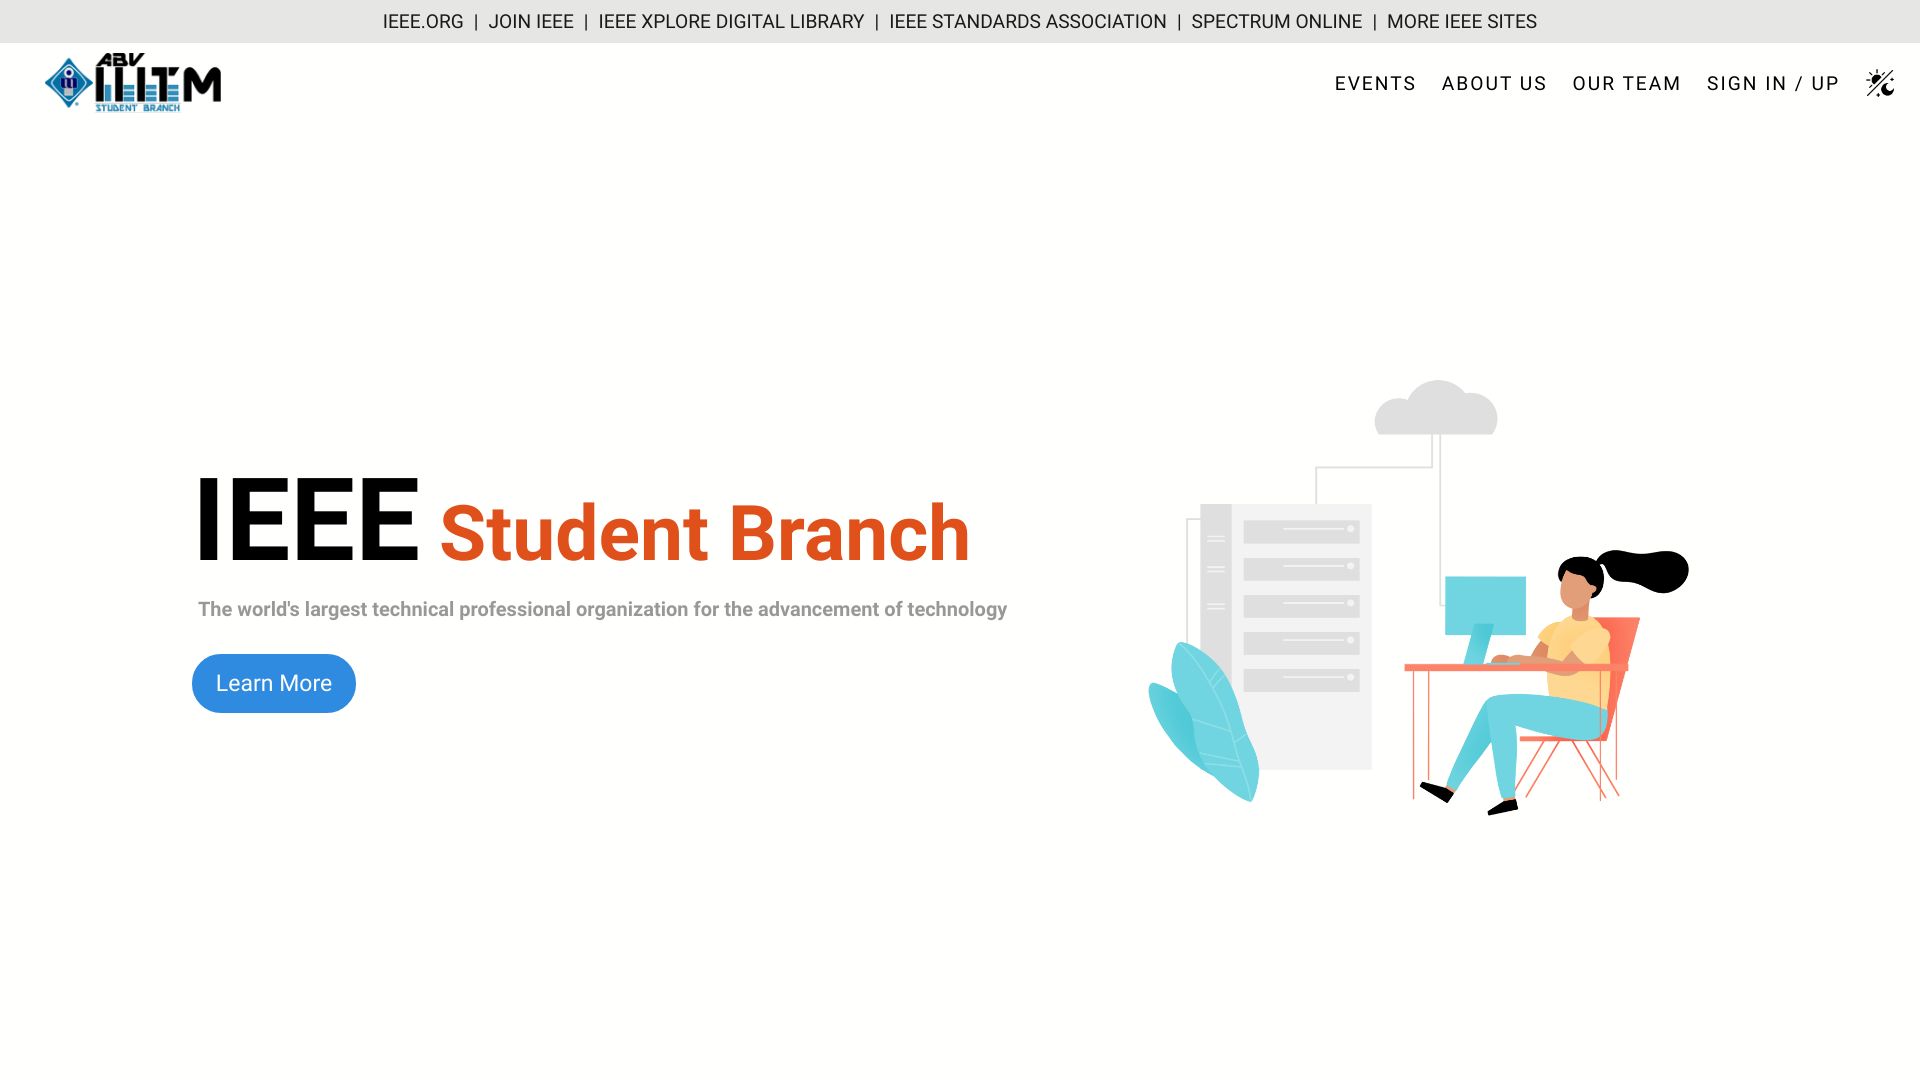 IEEE.ORG | JOIN IEEE | IEEE XPLORE DIGITAL LIBRARY | IEEE STANDARDS ASSOCIATION | SPECTRUM ONLINE | MORE IEEE SITES
ABV
IIITM
STUDENT BRANCH
EVENTS ABOUT US OUR TEAM SIGN IN / UP
IEEE Student Branch
The world's largest technical professional organization for the advancement of technology
Learn More